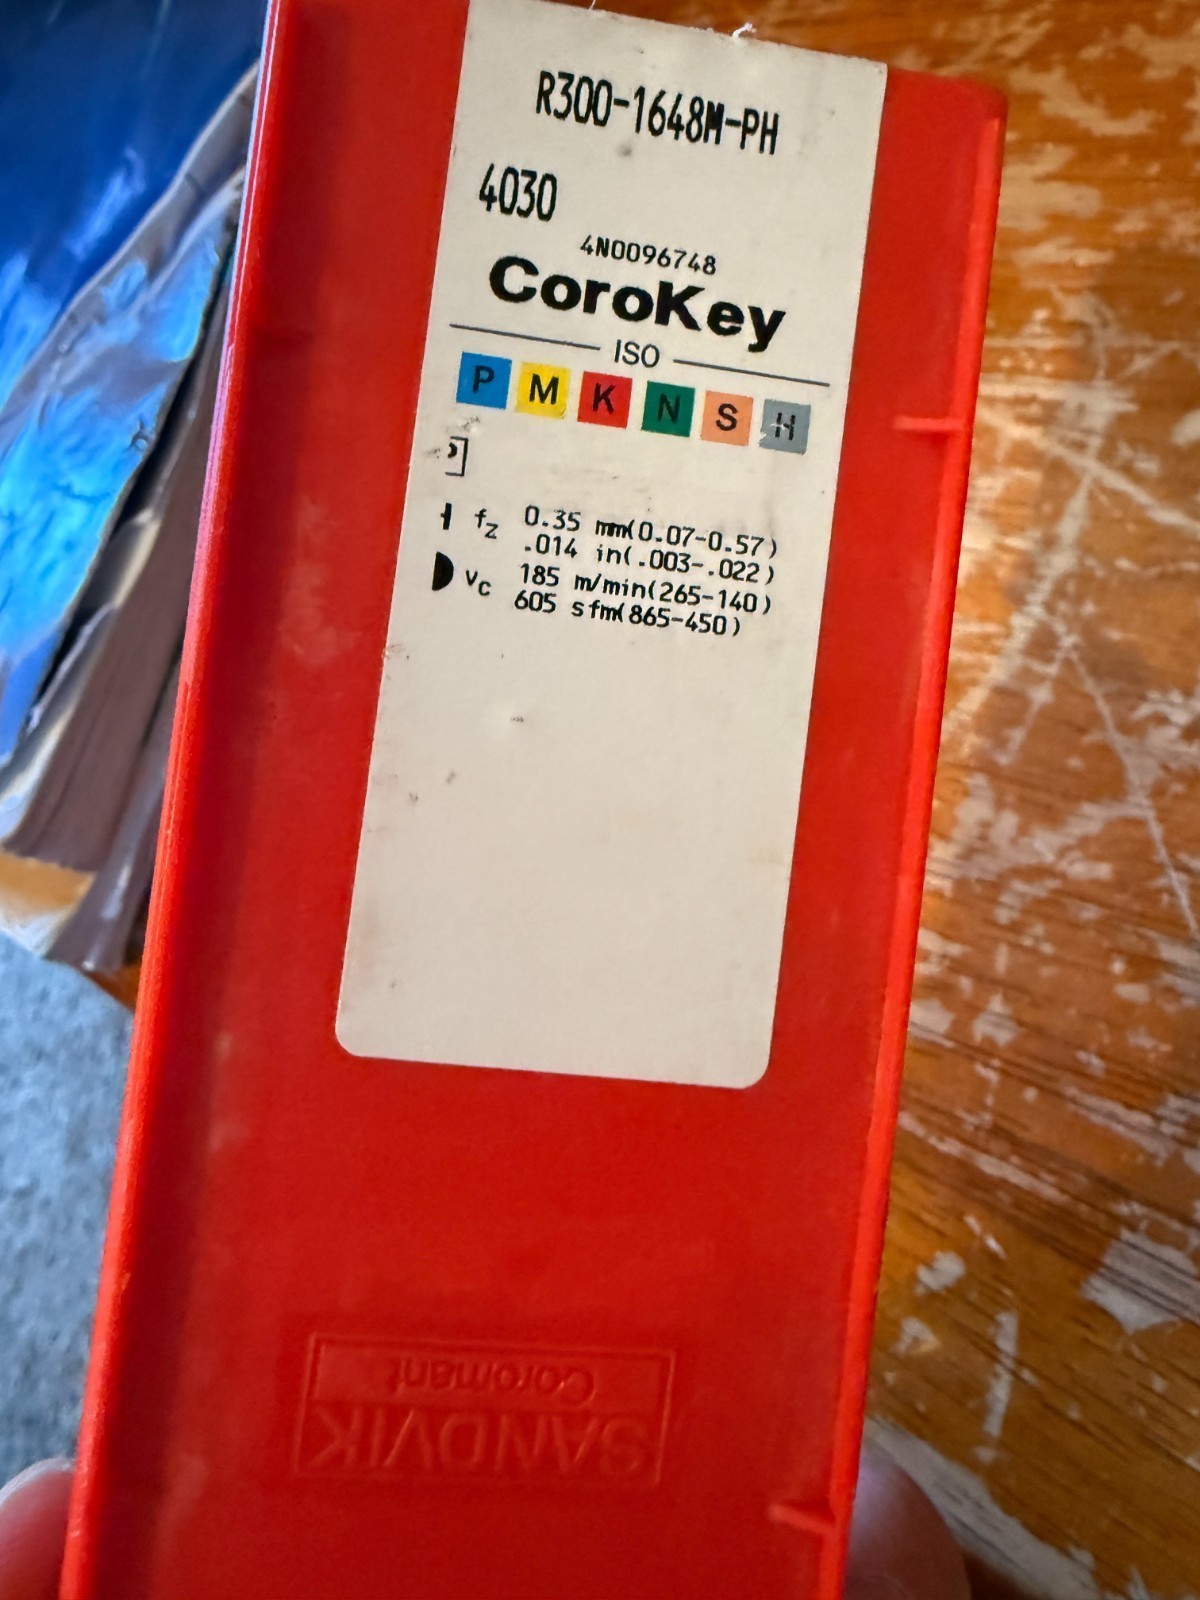 R300-1648M-PH
4030
4N0096748
CoroKey
ISO
P M K N S H
fz 0.35 mm(0.07-0.57)
.014 in(.003-.022)
vc 185 m/min(265-140)
605 sfm(865-450)
SANDVIK
Coromant